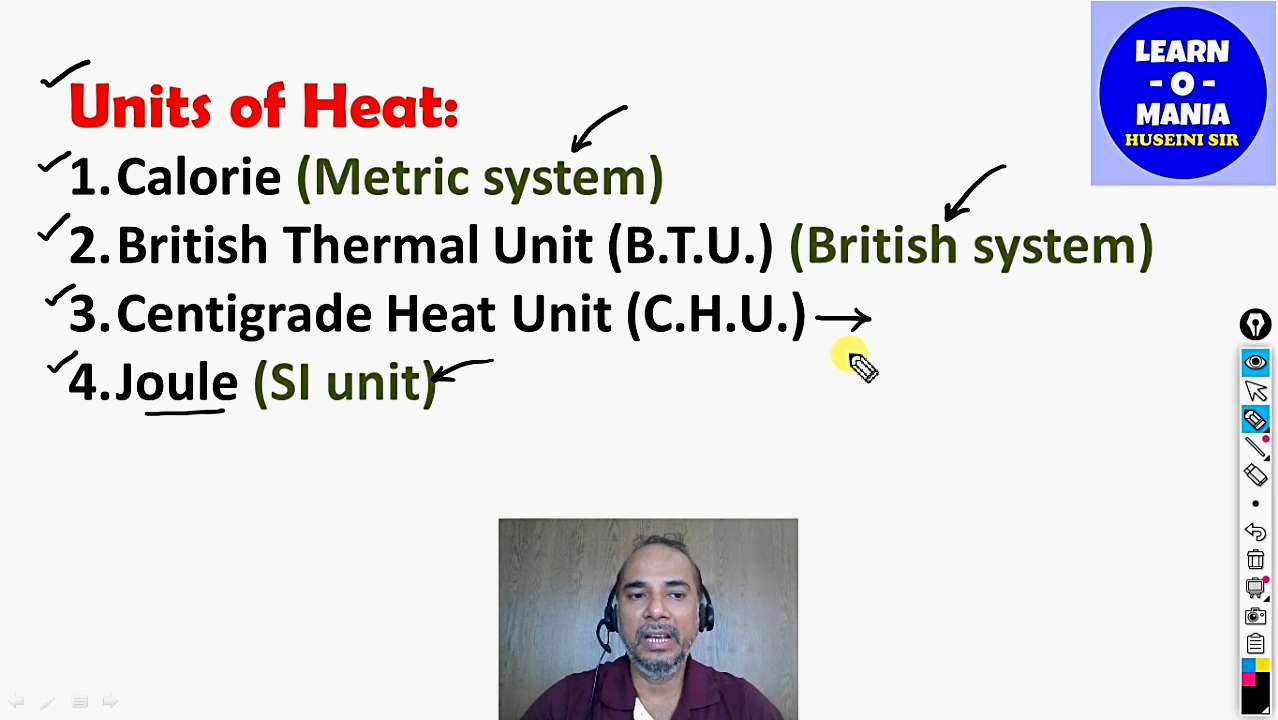 Units of Heat:
1. Calorie (Metric system)
2. British Thermal Unit (B.T.U.) (British system)
3. Centigrade Heat Unit (C.H.U.)
4. Joule (SI unit)
LEARN
- O -
MANIA
HUSEINI SIR